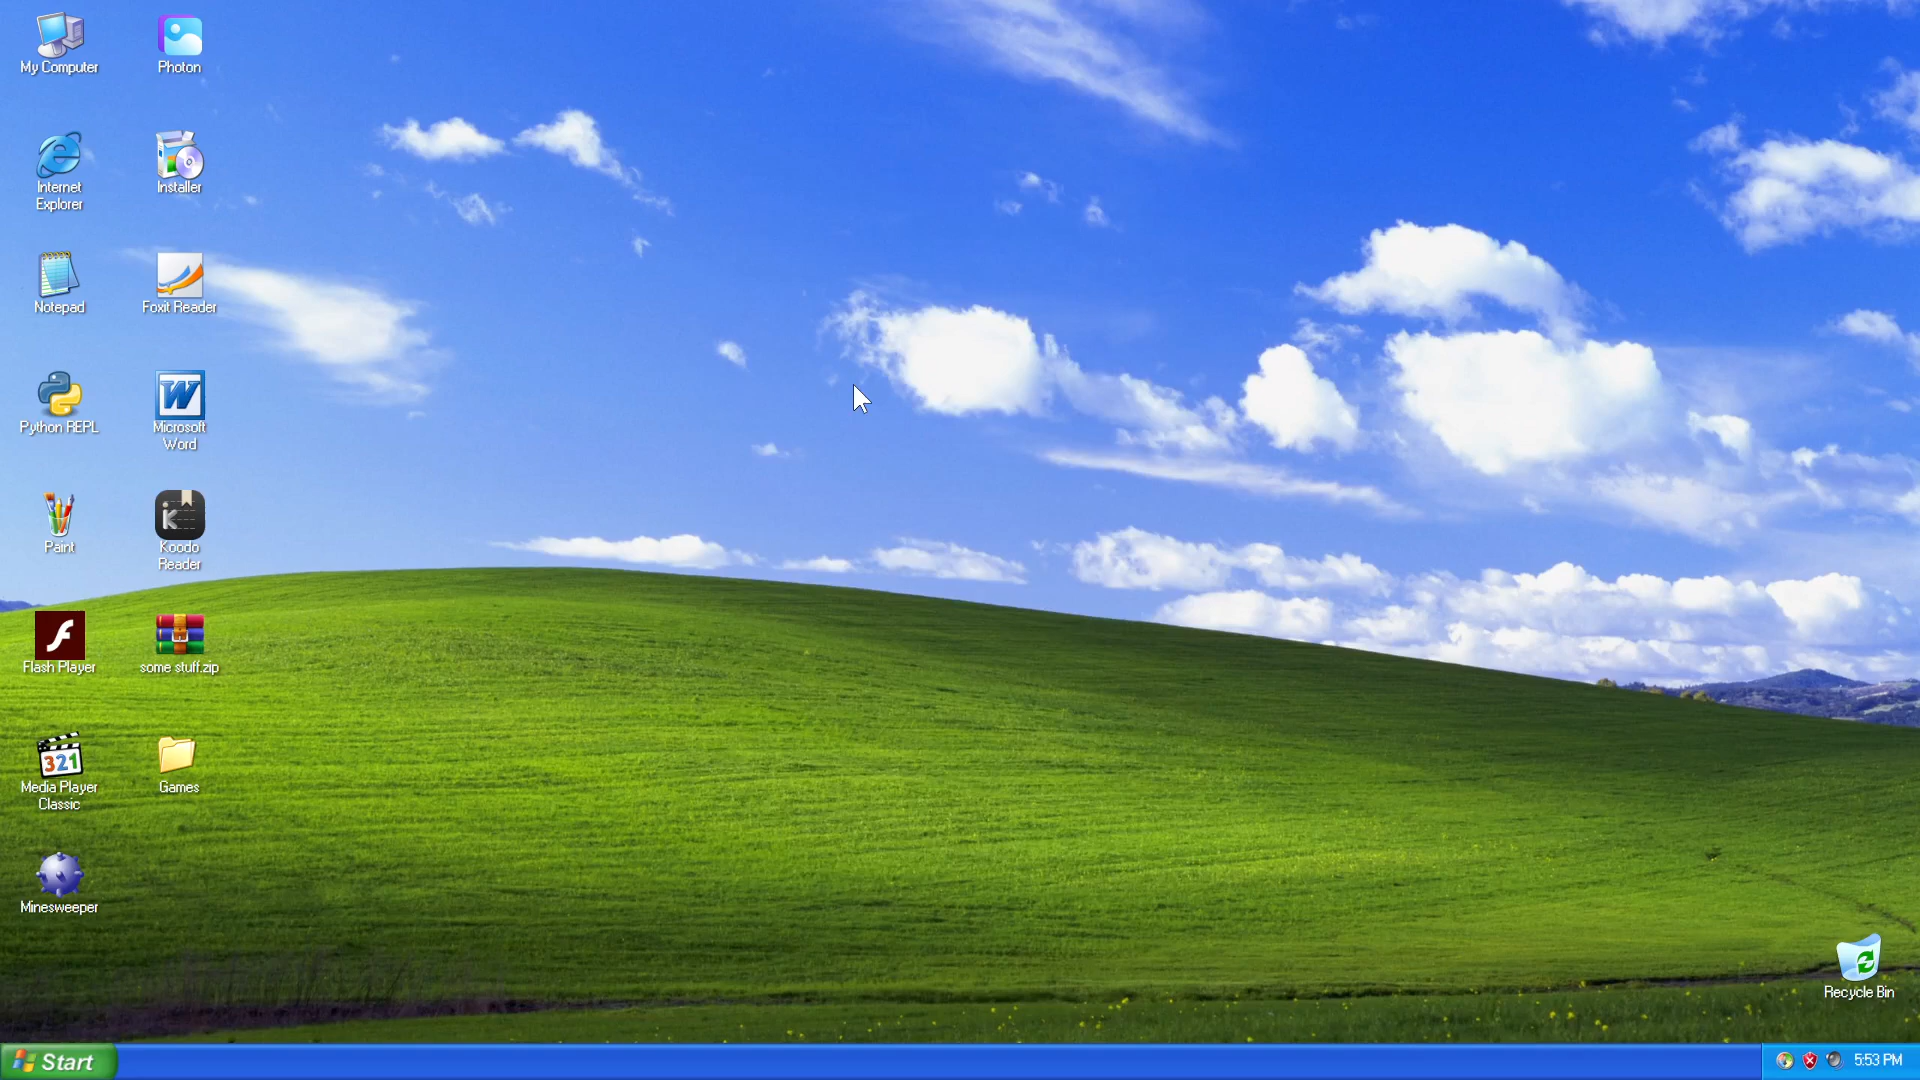 My Computer
Photon
Internet
Explorer
Installer
Notepad
Foxit Reader
Python REPL
Microsoft
Word
Paint
Koodo
Reader
Flash Player
some stuff.zip
321
Media Player
Classic
Games
Minesweeper
Recycle Bin
Start
5:53 PM